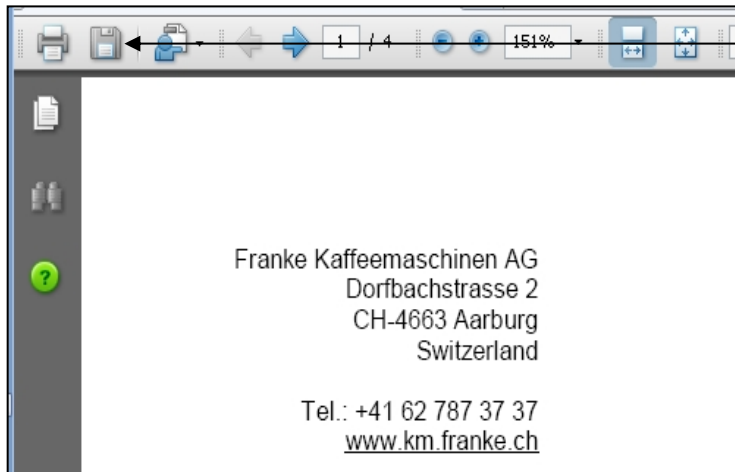 1 / 4 151%
?
Franke Kaffeemaschinen AG
Dorfbachstrasse 2
CH-4663 Aarburg
Switzerland
Tel.: +41 62 787 37 37
www.km.franke.ch